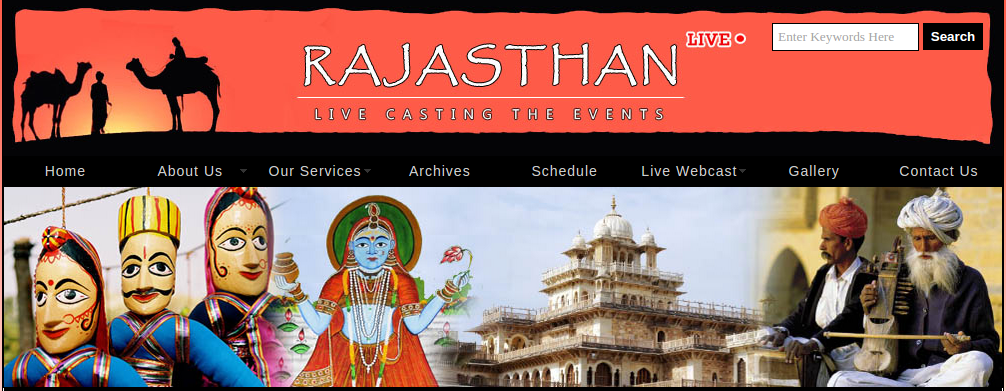 RAJASTHAN
LIVE
LIVE CASTING THE EVENTS
Enter Keywords Here
Search
Home About Us Our Services Archives Schedule Live Webcast Gallery Contact Us